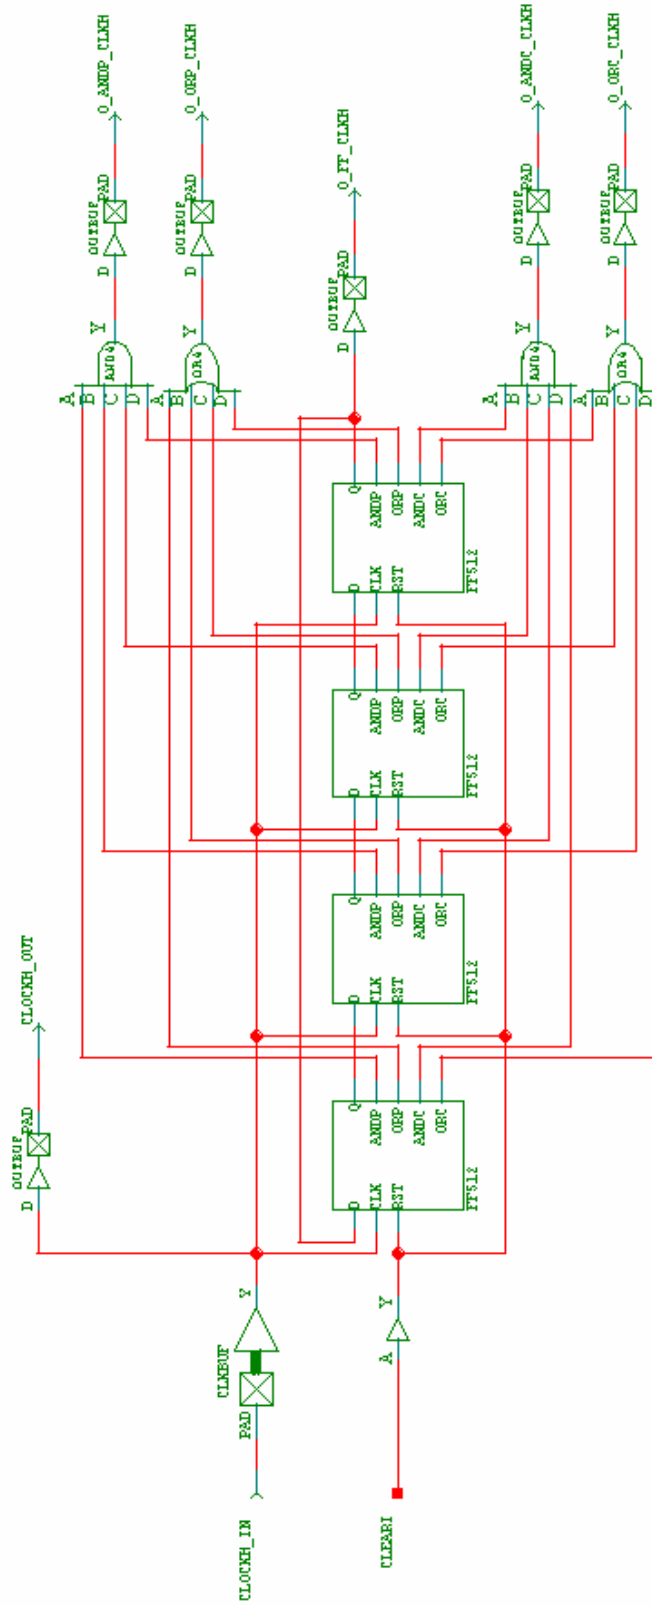 CLOCKH_IN
PAD
CLKBUF
Y
CLEARI
A
Y
D
OUTBUF
PAD
CLOCKH_OUT
D
CLK
RST
Q
ANDP
ORP
ANDC
ORC
FF512
D
CLK
RST
Q
ANDP
ORP
ANDC
ORC
FF512
D
CLK
RST
Q
ANDP
ORP
ANDC
ORC
FF512
D
CLK
RST
Q
ANDP
ORP
ANDC
ORC
FF512
A
B
C
D
AND4
Y
D
OUTBUF
PAD
O_ANDP_CLKH
A
B
C
D
OR4
Y
D
OUTBUF
PAD
O_ORP_CLKH
D
OUTBUF
PAD
O_FF_CLKH
A
B
C
D
AND4
Y
D
OUTBUF
PAD
O_ANDC_CLKH
A
B
C
D
OR4
Y
D
OUTBUF
PAD
O_ORC_CLKH